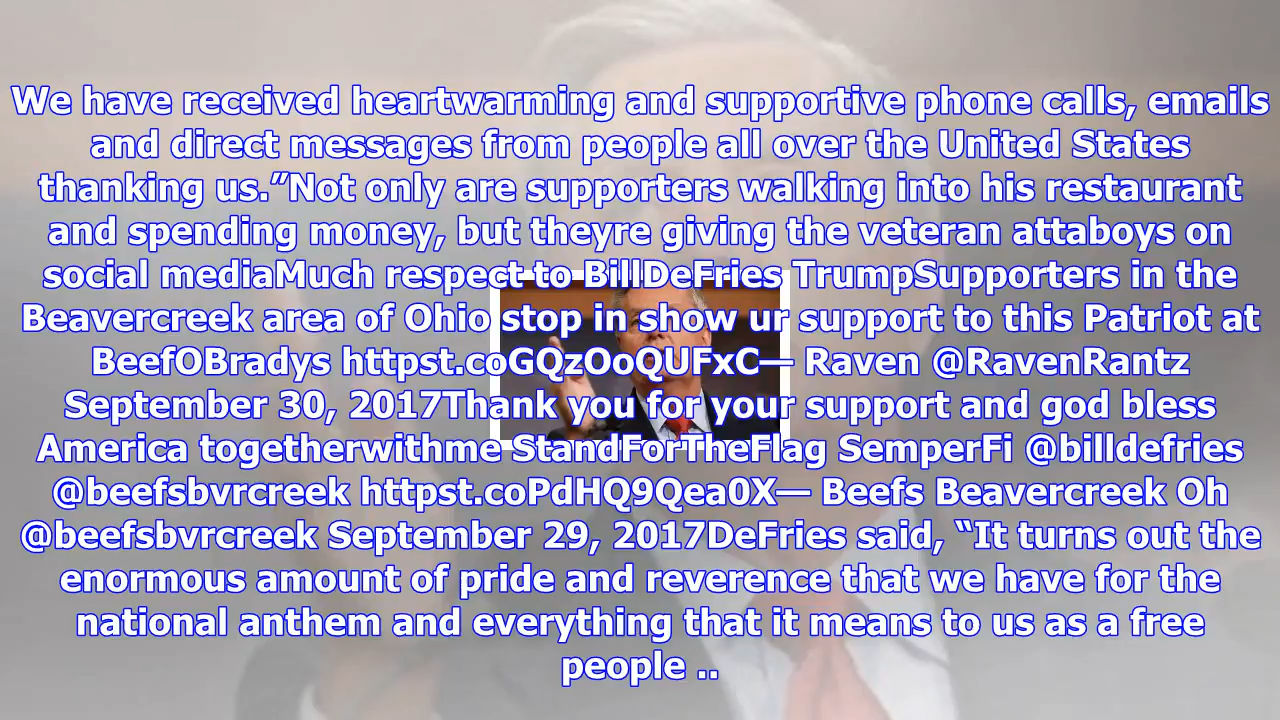 We have received heartwarming and supportive phone calls, emails
and direct messages from people all over the United States
thanking us.”Not only are supporters walking into his restaurant
and spending money, but theyre giving the veteran attaboys on
social mediaMuch respect to BillDeFries TrumpSupporters in the
Beavercreek area of Ohio stop in show ur support to this Patriot at
BeefOBradys httpst.coGQzOoQUFxC— Raven @RavenRantz
September 30, 2017Thank you for your support and god bless
America togetherwithme StandForTheFlag SemperFi @billdefries
@beefsbvrcreek httpst.coPdHQ9Qea0X— Beefs Beavercreek Oh
@beefsbvrcreek September 29, 2017DeFries said, “It turns out the
enormous amount of pride and reverence that we have for the
national anthem and everything that it means to us as a free
people ..